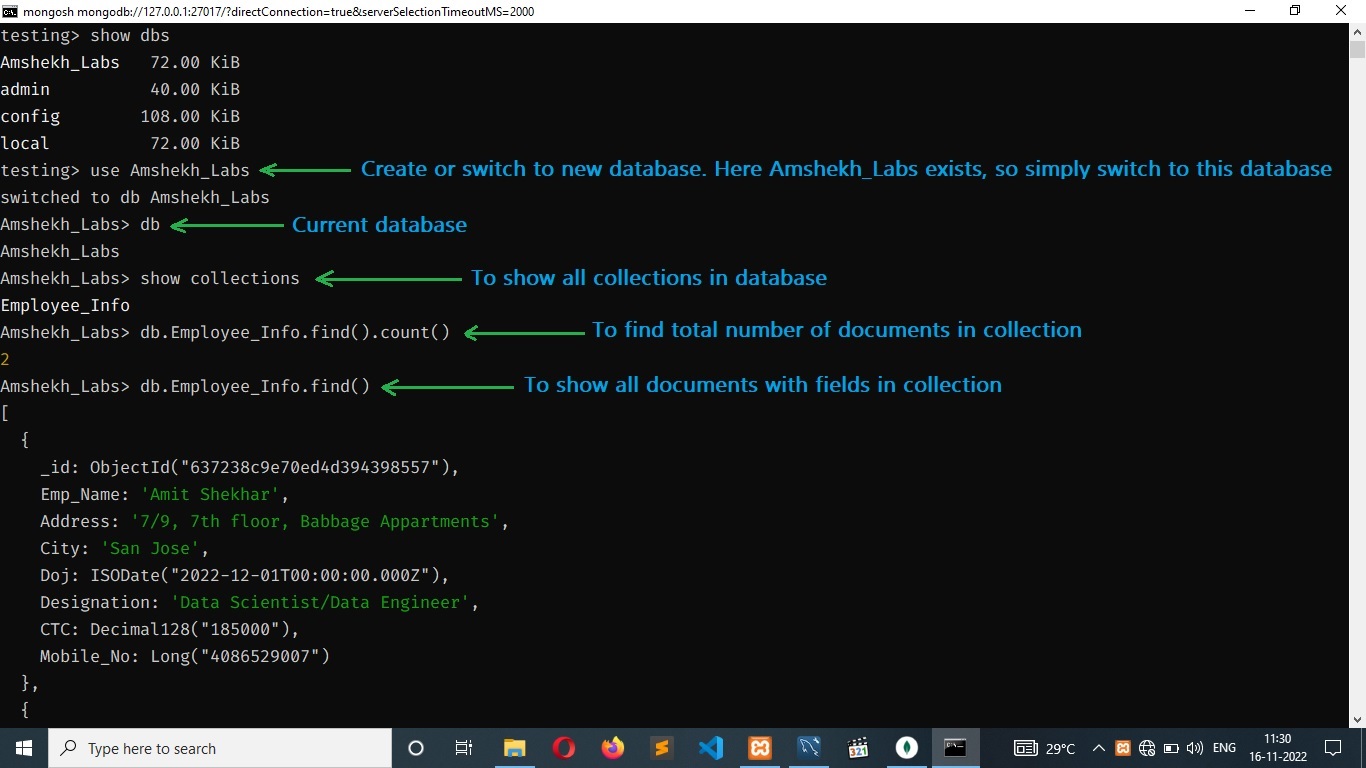 mongosh mongodb://127.0.0.1:27017/?directConnection=true&serverSelectionTimeoutMS=2000
testing> show dbs
Amshekh_Labs 72.00 KiB
admin 40.00 KiB
config 108.00 KiB
local 72.00 KiB
testing> use Amshekh_Labs Create or switch to new database. Here Amshekh_Labs exists, so simply switch to this database
switched to db Amshekh_Labs
Amshekh_Labs> db Current database
Amshekh_Labs
Amshekh_Labs> show collections To show all collections in database
Employee_Info
Amshekh_Labs> db.Employee_Info.find().count() To find total number of documents in collection
2
Amshekh_Labs> db.Employee_Info.find() To show all documents with fields in collection
[
{
_id: ObjectId("637238c9e70ed4d394398557"),
Emp_Name: 'Amit Shekhar',
Address: '7/9, 7th floor, Babbage Appartments',
City: 'San Jose',
Doj: ISODate("2022-12-01T00:00:00.000Z"),
Designation: 'Data Scientist/Data Engineer',
CTC: Decimal128("185000"),
Mobile_No: Long("4086529007")
},
{
Type here to search
321
29°C
ENG
11:30
16-11-2022